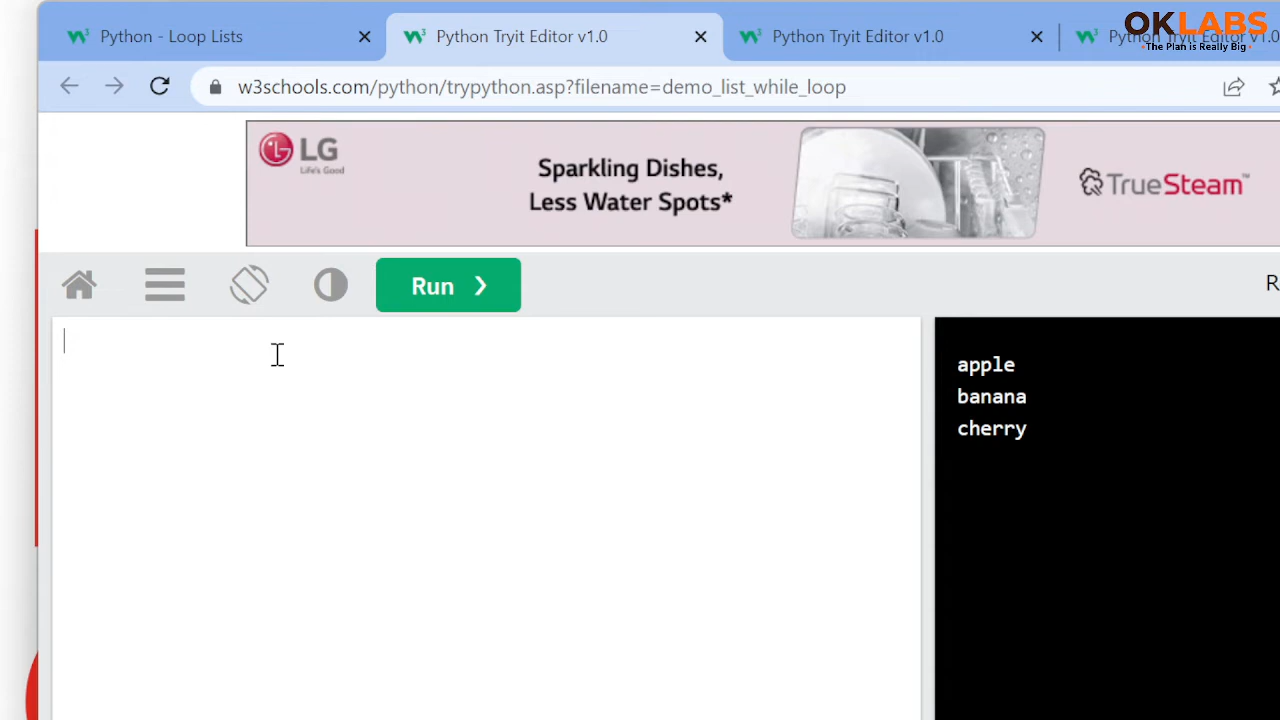 Python - Loop Lists
Python Tryit Editor v1.0
Python Tryit Editor v1.0
Python Tryit Editor v1.0
OKLABS
· The Plan is Really Big ·
w3schools.com/python/trypython.asp?filename=demo_list_while_loop
LG
Life's Good
Sparkling Dishes,
Less Water Spots*
TrueSteam™
Run ❯
R
apple
banana
cherry